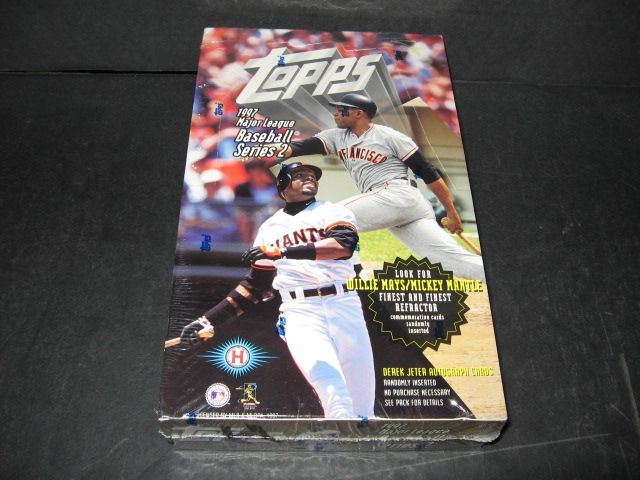 TOPPS
1997
Major League
Baseball
Series 2
FRANCISCO
GIANTS
LOOK FOR
WILLIE MAYS/MICKEY MANTLE
FINEST AND FINEST
REFRACTOR
commemorative cards
randomly
inserted
H
DEREK JETER AUTOGRAPH CARDS
RANDOMLY INSERTED
NO PURCHASE NECESSARY
SEE PACK FOR DETAILS